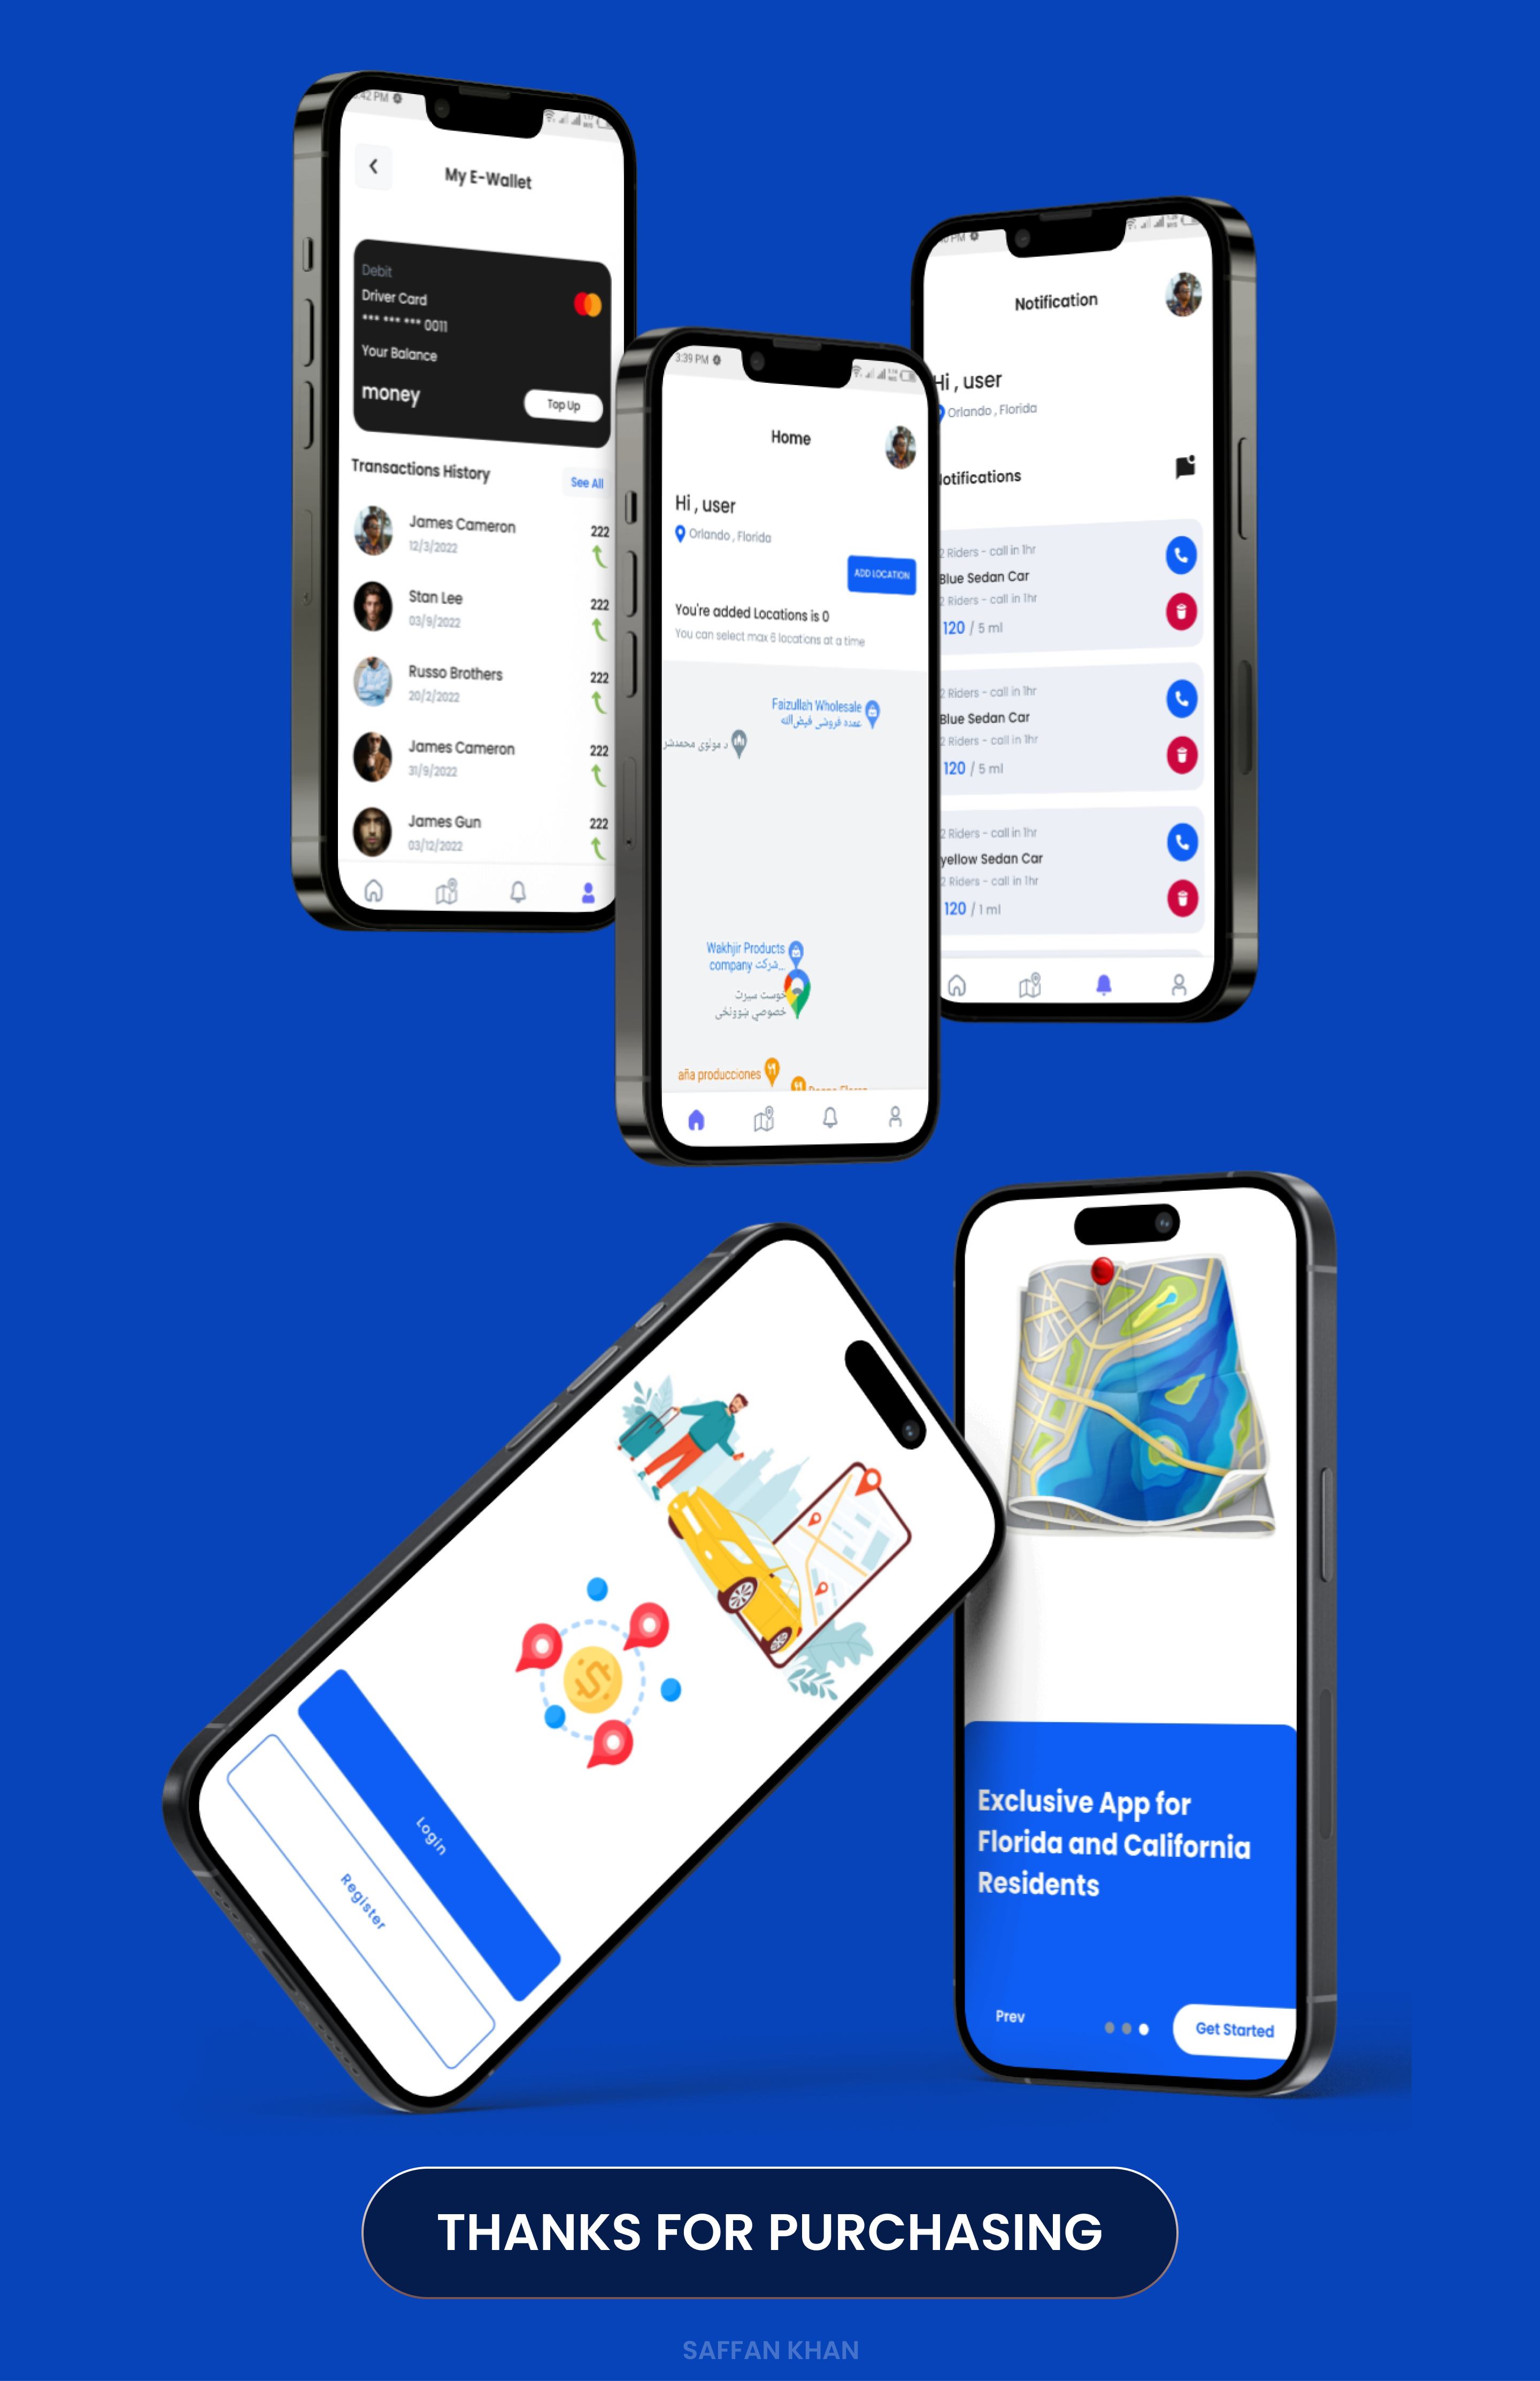 :42 PM
My E-Wallet
Debit
Driver Card
*** *** *** 0011
Your Balance
money
Top Up
Transactions History
See All
James Cameron
222
12/3/2022
Stan Lee
222
03/9/2022
Russo Brothers
222
20/2/2022
James Cameron
222
31/9/2022
James Gun
222
03/12/2022
3:39 PM
Home
Hi , user
Orlando , Florida
ADD LOCATION
You're added Locations is 0
You can select max 6 locations at a time
Faizullah Wholesale
عمده فروشی فیض‌الله
د مولوی محمدشر
Wakhjir Products
company شرکت...
خوست سیرت
خصوصي ښوونځی
aña producciones
PM
Notification
Hi , user
Orlando , Florida
Notifications
2 Riders - call in 1hr
Blue Sedan Car
2 Riders - call in 1hr
120 / 5 ml
2 Riders - call in 1hr
Blue Sedan Car
2 Riders - call in 1hr
120 / 5 ml
2 Riders - call in 1hr
yellow Sedan Car
2 Riders - call in 1hr
120 / 1 ml
Login
Register
Exclusive App for
Florida and California
Residents
Prev
Get Started
THANKS FOR PURCHASING
SAFFAN KHAN